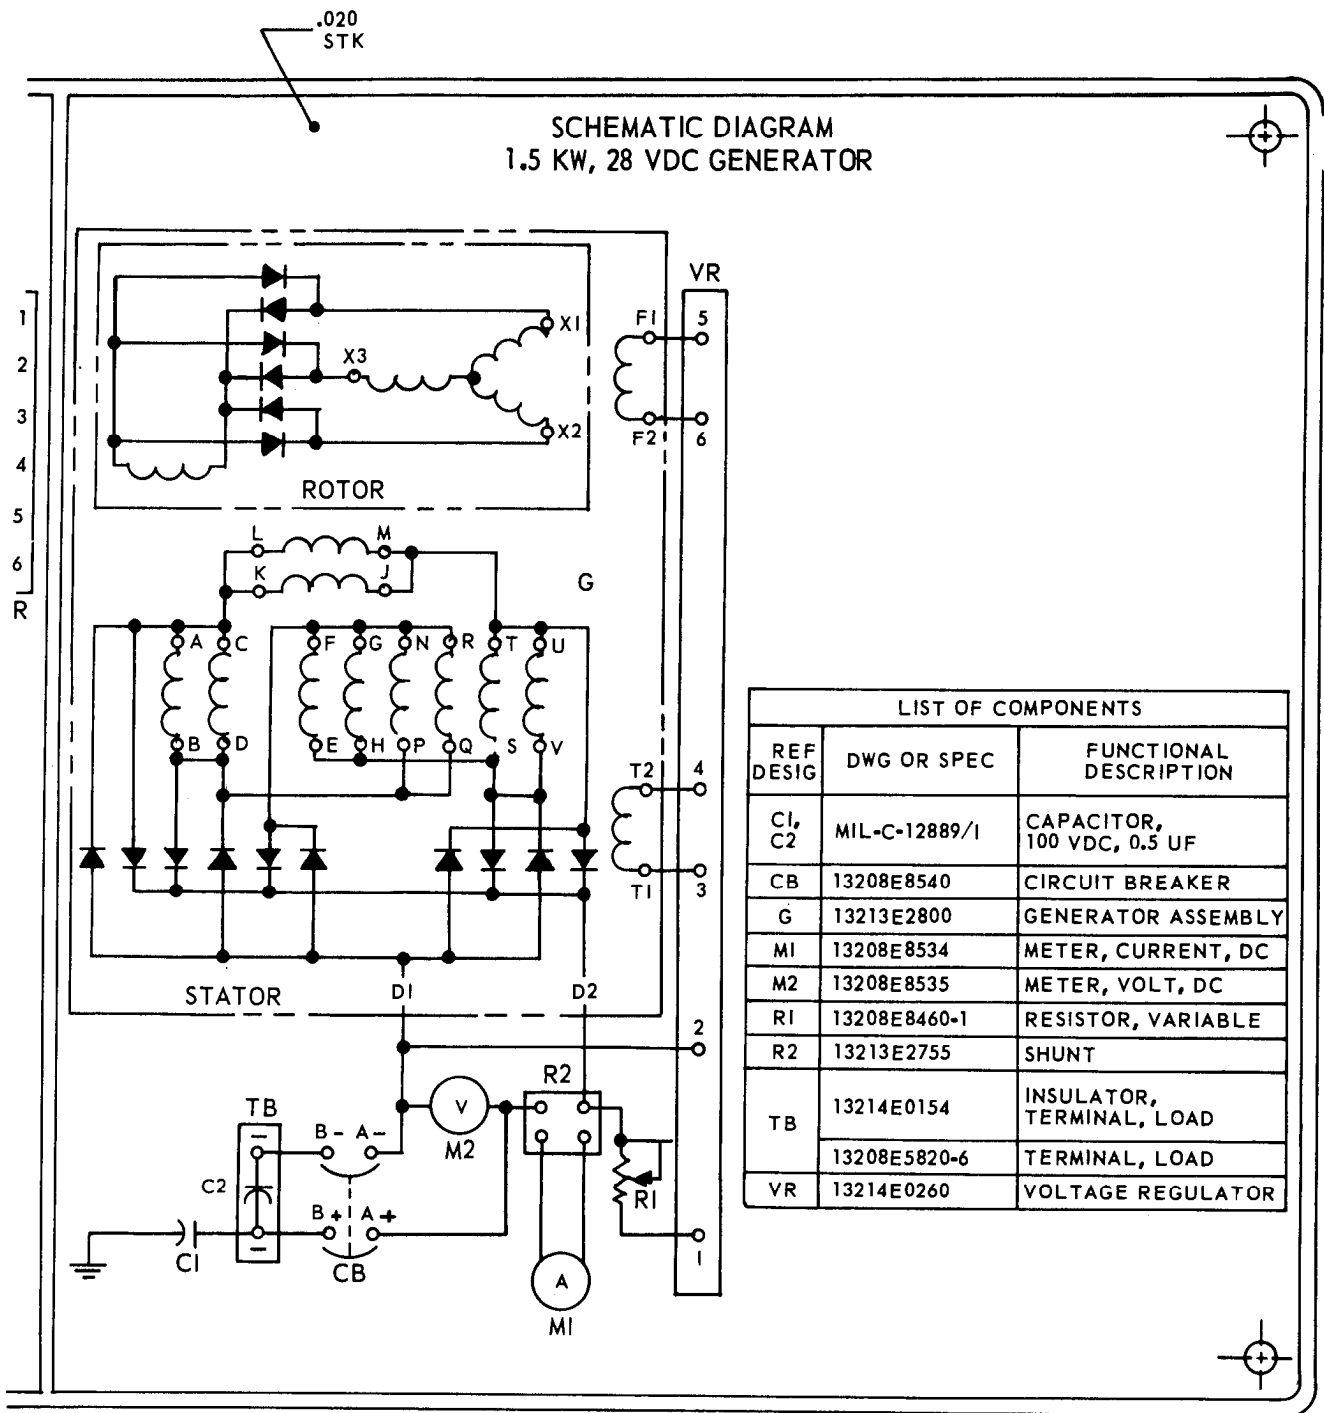 .020
STK
SCHEMATIC DIAGRAM
1.5 KW, 28 VDC GENERATOR
1
2
3
4
5
6
R
VR
X1
X3
X2
ROTOR
F1
5
F2
6
L
M
K
J
G
A
C
F
G
N
R
T
U
B
D
E
H
P
Q
S
V
T2
4
T1
3
STATOR
D1
D2
2
R2
TB
–
B- A-
V
M2
C2
B+ A+
R1
C1
–
CB
A
M1
1
LIST OF COMPONENTS
REF DESIG DWG OR SPEC FUNCTIONAL DESCRIPTION
C1, C2 MIL-C-12889/1 CAPACITOR, 100 VDC, 0.5 UF
CB 13208E8540 CIRCUIT BREAKER
G 13213E2800 GENERATOR ASSEMBLY
M1 13208E8534 METER, CURRENT, DC
M2 13208E8535 METER, VOLT, DC
R1 13208E8460-1 RESISTOR, VARIABLE
R2 13213E2755 SHUNT
TB 13214E0154 INSULATOR, TERMINAL, LOAD
13208E5820-6 TERMINAL, LOAD
VR 13214E0260 VOLTAGE REGULATOR